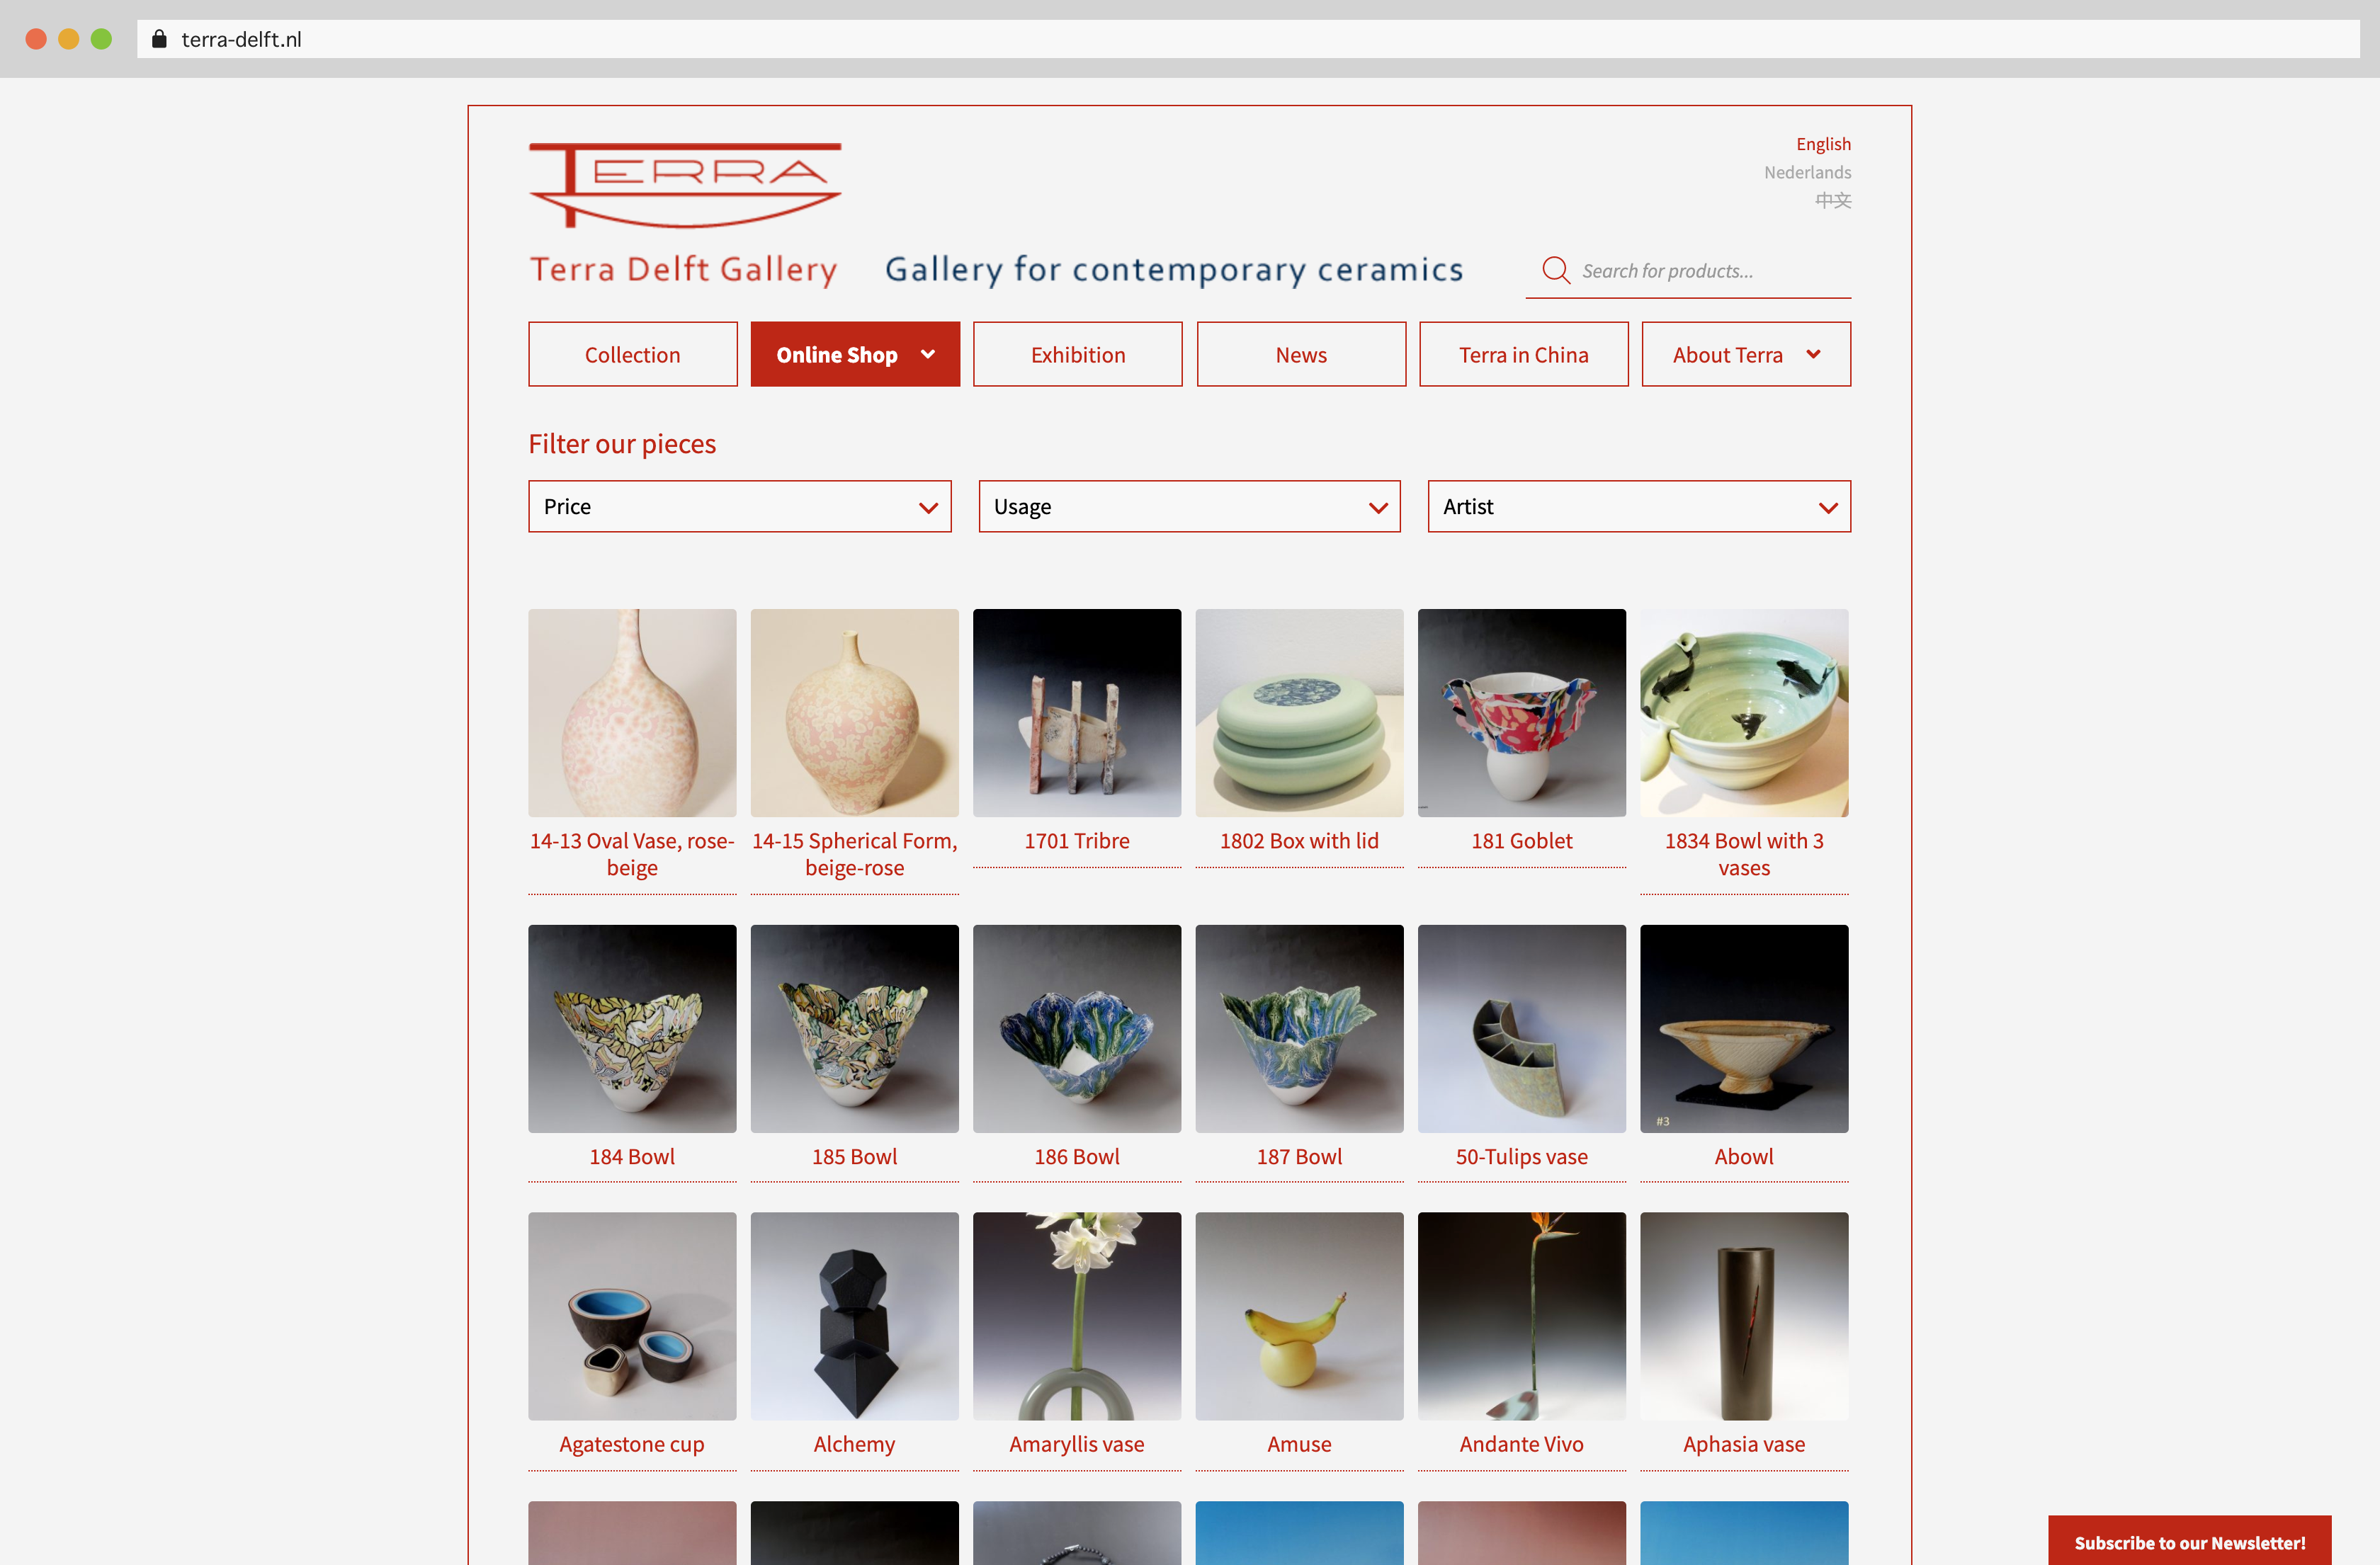 terra-delft.nl
TERRA
Terra Delft Gallery
Gallery for contemporary ceramics
English
Nederlands
中文
Search for products...
Collection
Online Shop
Exhibition
News
Terra in China
About Terra
Filter our pieces
Price
Usage
Artist
14-13 Oval Vase, rose-
beige
14-15 Spherical Form,
beige-rose
1701 Tribre
1802 Box with lid
181 Goblet
1834 Bowl with 3
vases
184 Bowl
185 Bowl
186 Bowl
187 Bowl
50-Tulips vase
#3
Abowl
Agatestone cup
Alchemy
Amaryllis vase
Amuse
Andante Vivo
Aphasia vase
Subscribe to our Newsletter!